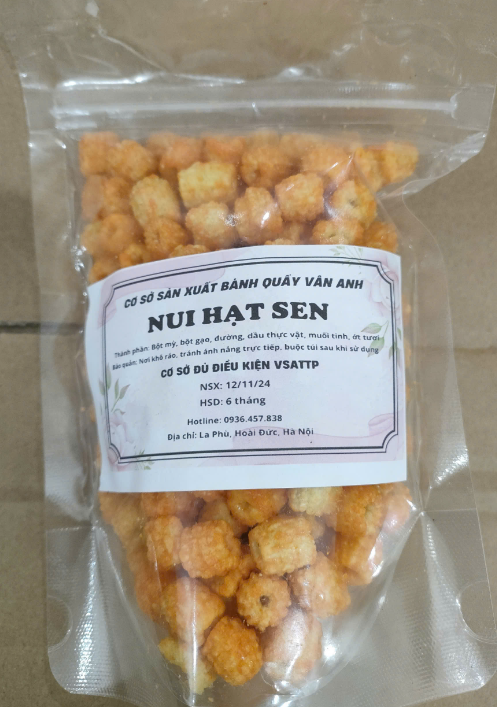 CƠ SỞ SẢN XUẤT BÀNH QUẨY VÂN ANH
NUI HẠT SEN
Thành phần: Bột mỳ, bột gạo, đường, dầu thực vật, muối tinh, ớt tươi
Bảo quản: Nơi khô ráo, tránh ánh nắng trực tiếp, buộc túi sau khi sử dụng
CƠ SỞ ĐỦ ĐIỀU KIỆN VSATTP
NSX: 12/11/24
HSD: 6 tháng
Hotline: 0936.457.838
Địa chỉ: La Phù, Hoài Đức, Hà Nội